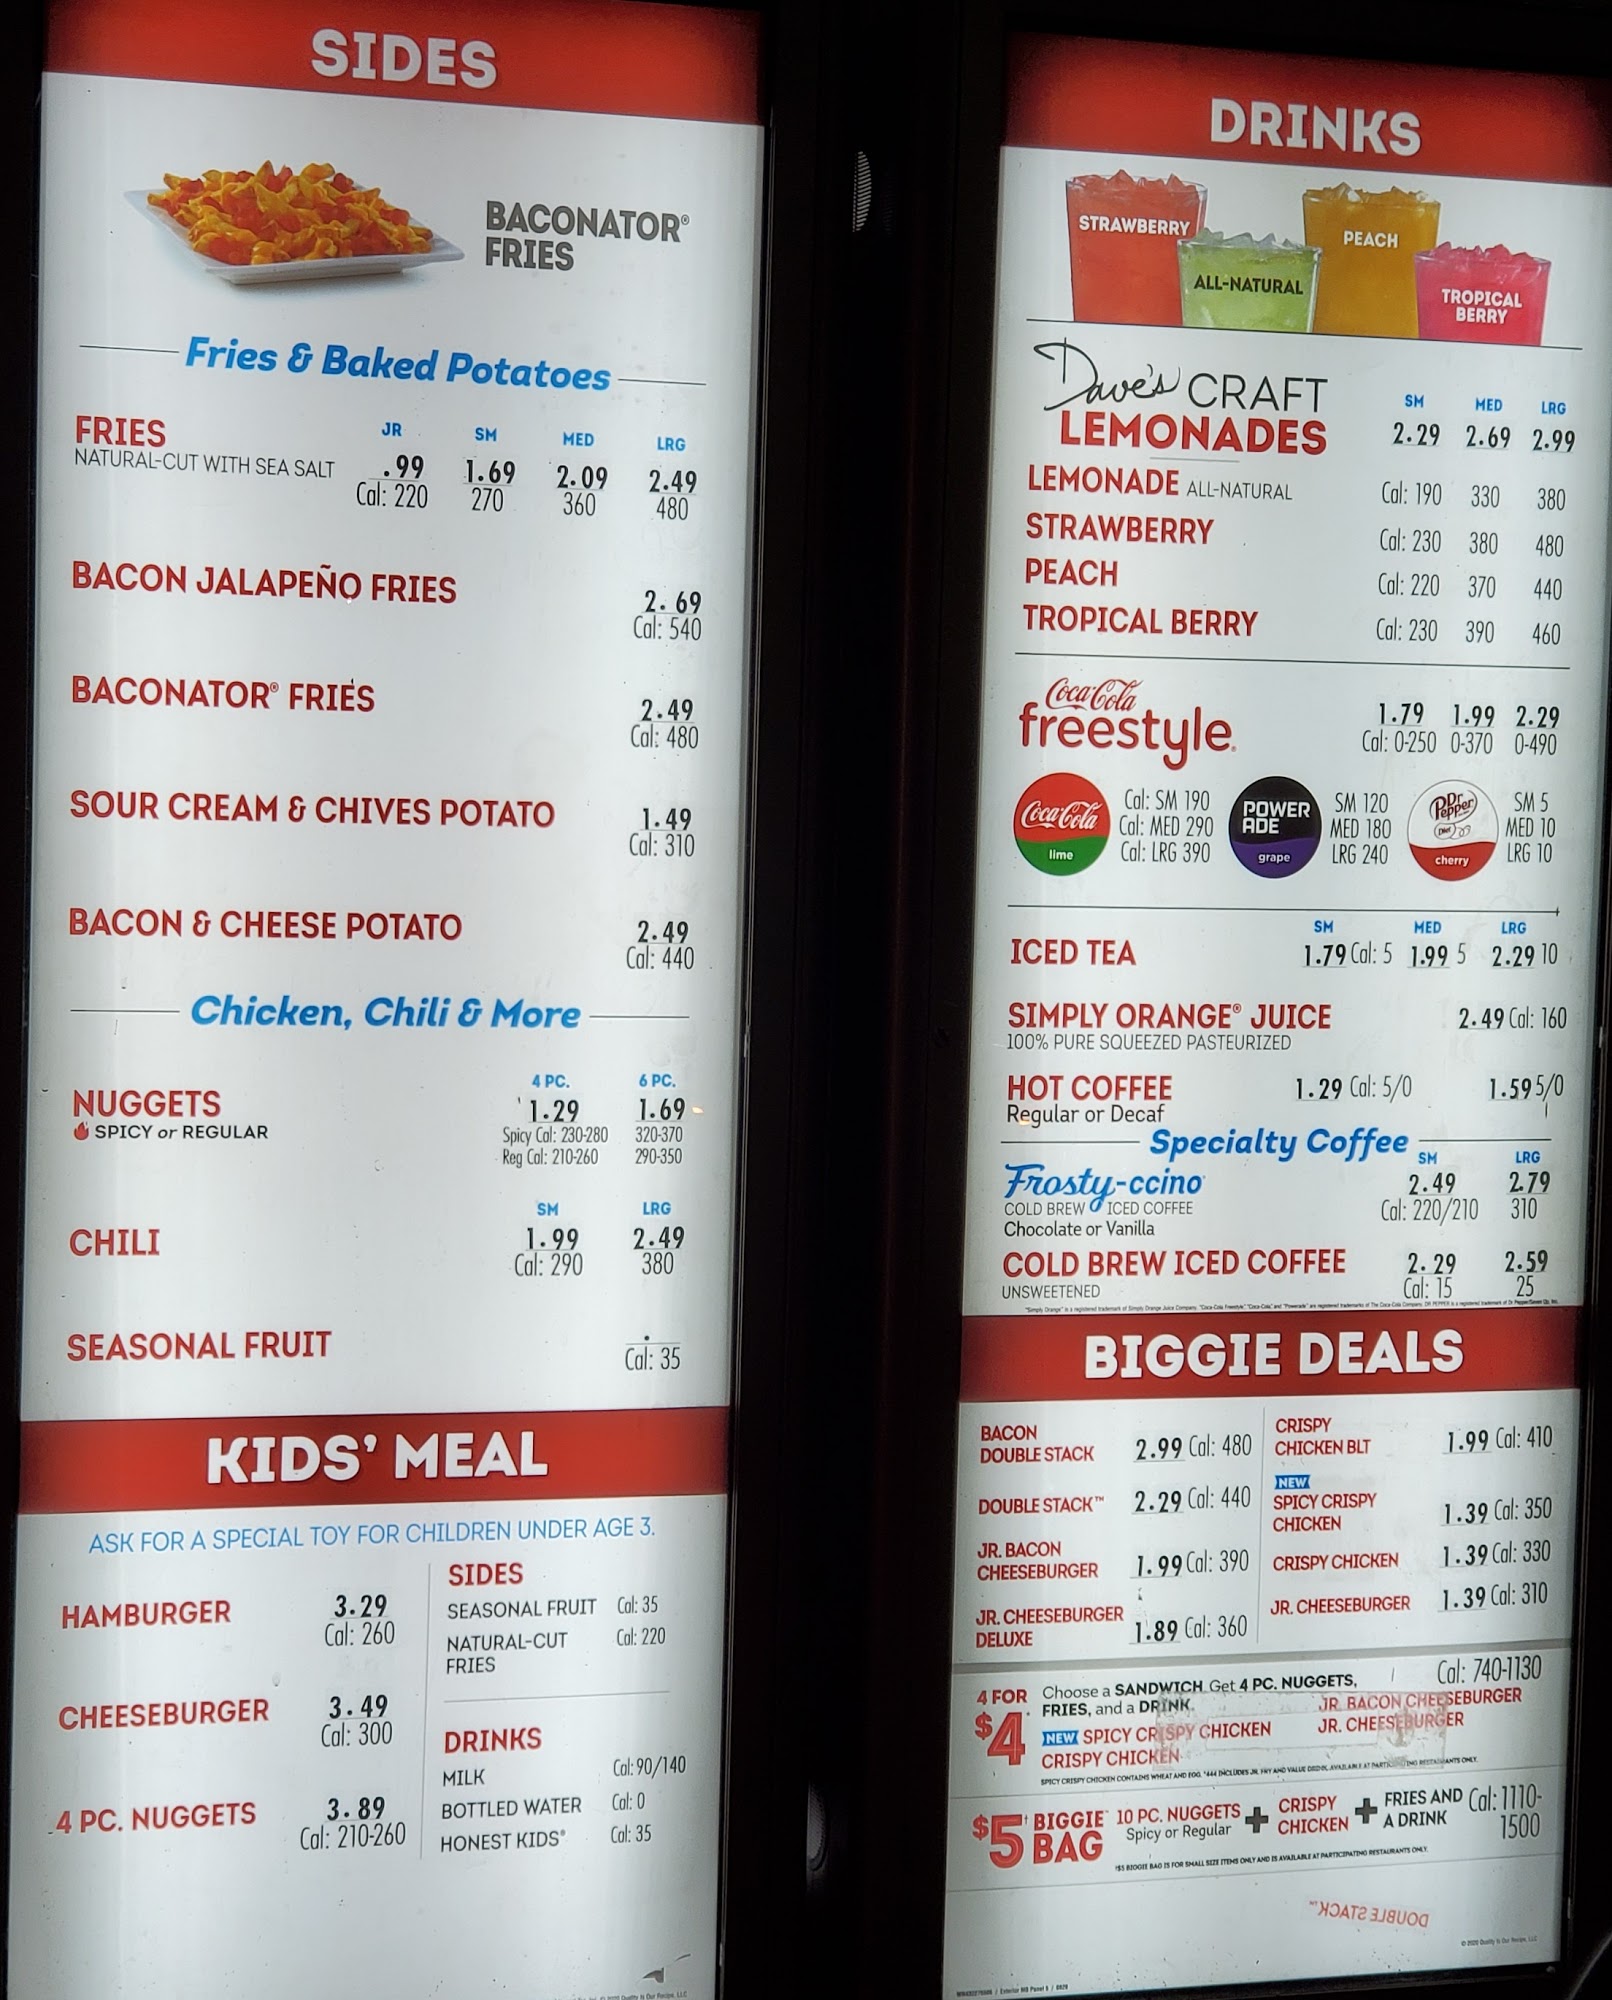 SIDES
BACONATOR®
FRIES
Fries & Baked Potatoes
FRIES JR SM MED LRG
NATURAL-CUT WITH SEA SALT .99 1.69 2.09 2.49
Cal: 220 270 360 480
BACON JALAPEÑO FRIES
2.69
Cal: 540
BACONATOR® FRIES
2.49
Cal: 480
SOUR CREAM & CHIVES POTATO
1.49
Cal: 310
BACON & CHEESE POTATO
2.49
Cal: 440
Chicken, Chili & More
4 PC. 6 PC.
NUGGETS 1.29 1.69
SPICY or REGULAR Spicy Cal: 230-280 320-370
Reg Cal: 210-260 290-350
SM LRG
CHILI 1.99 2.49
Cal: 290 380
SEASONAL FRUIT .
Cal: 35
KIDS' MEAL
ASK FOR A SPECIAL TOY FOR CHILDREN UNDER AGE 3.
HAMBURGER 3.29
Cal: 260
CHEESEBURGER 3.49
Cal: 300
4 PC. NUGGETS 3.89
Cal: 210-260
SIDES
SEASONAL FRUIT Cal: 35
NATURAL-CUT Cal: 220
FRIES
DRINKS
MILK Cal: 90/140
BOTTLED WATER Cal: 0
HONEST KIDS® Cal: 35
DRINKS
STRAWBERRY
ALL-NATURAL
PEACH
TROPICAL
BERRY
Dave's CRAFT SM MED LRG
LEMONADES 2.29 2.69 2.99
LEMONADE ALL-NATURAL Cal: 190 330 380
STRAWBERRY Cal: 230 380 480
PEACH Cal: 220 370 440
TROPICAL BERRY Cal: 230 390 460
Coca-Cola
freestyle® 1.79 1.99 2.29
Cal: 0-250 0-370 0-490
Coca-Cola
lime
Cal: SM 190
Cal: MED 290
Cal: LRG 390
POWER
ADE
grape
SM 120
MED 180
LRG 240
Dr Pepper
Diet
cherry
SM 5
MED 10
LRG 10
SM MED LRG
ICED TEA 1.79 Cal: 5 1.99 5 2.29 10
SIMPLY ORANGE® JUICE 2.49 Cal: 160
100% PURE SQUEEZED PASTEURIZED
HOT COFFEE 1.29 Cal: 5/0 1.59 5/0
Regular or Decaf
Specialty Coffee
SM LRG
Frosty-ccino 2.49 2.79
COLD BREW ICED COFFEE Cal: 220/210 310
Chocolate or Vanilla
COLD BREW ICED COFFEE 2.29 2.59
UNSWEETENED Cal: 15 25
BIGGIE DEALS
BACON
DOUBLE STACK 2.99 Cal: 480
DOUBLE STACK™ 2.29 Cal: 440
JR. BACON
CHEESEBURGER 1.99 Cal: 390
JR. CHEESEBURGER
DELUXE 1.89 Cal: 360
CRISPY
CHICKEN BLT 1.99 Cal: 410
NEW
SPICY CRISPY
CHICKEN 1.39 Cal: 350
CRISPY CHICKEN 1.39 Cal: 330
JR. CHEESEBURGER 1.39 Cal: 310
4 FOR
$4
Choose a SANDWICH. Get 4 PC. NUGGETS, Cal: 740-1130
FRIES, and a DRINK. JR. BACON CHEESEBURGER
NEW SPICY CRISPY CHICKEN JR. CHEESEBURGER
CRISPY CHICKEN
$5 BIGGIE™
BAG
10 PC. NUGGETS
Spicy or Regular
+
CRISPY
CHICKEN
+
FRIES AND
A DRINK
Cal: 1110-
1500
†$5 BIGGIE BAG IS FOR SMALL SIZE ITEMS ONLY AND IS AVAILABLE AT PARTICIPATING RESTAURANTS ONLY.
DOUBLE STACK™